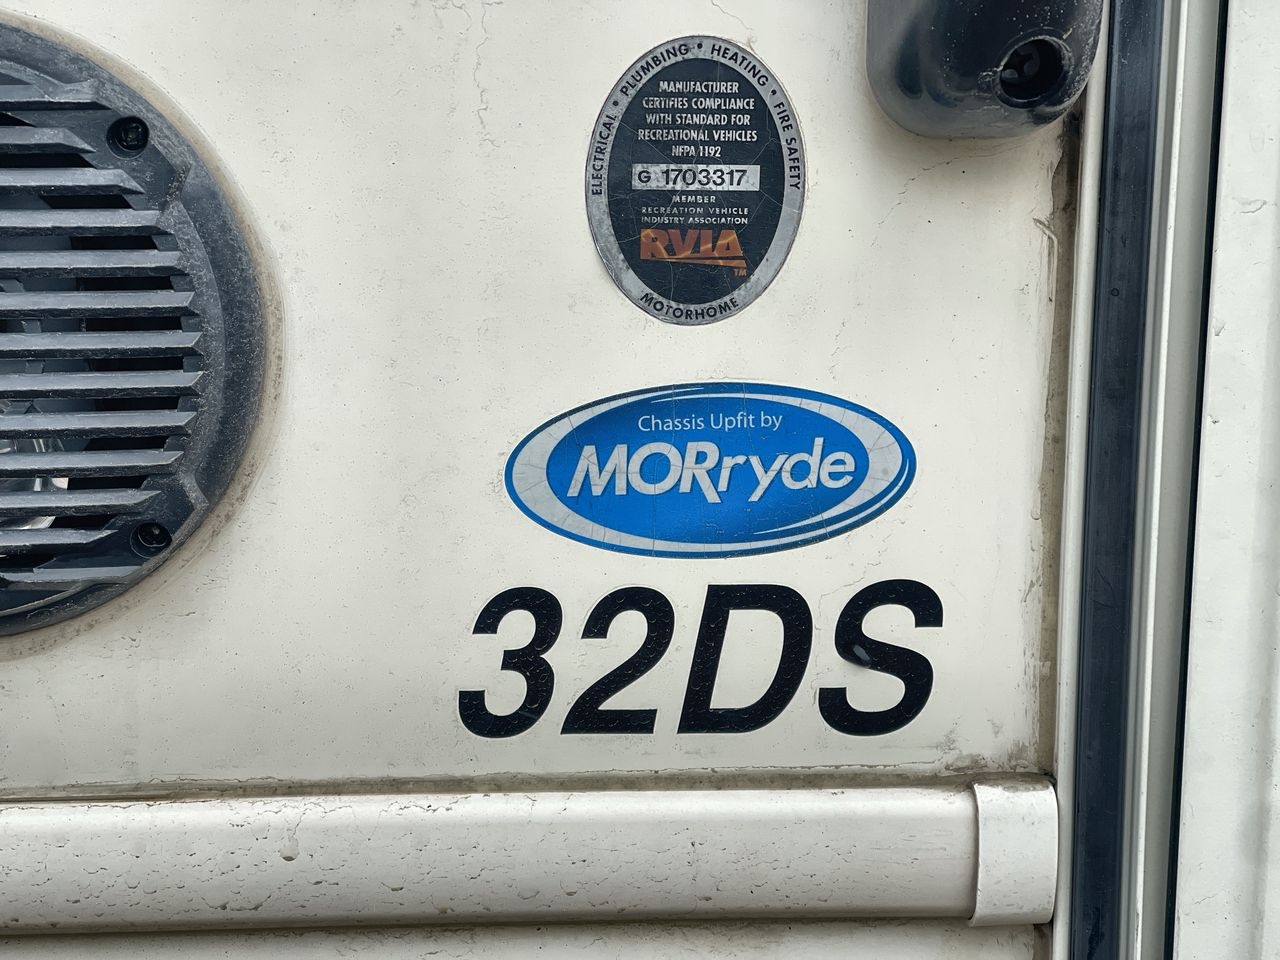 ELECTRICAL • PLUMBING • HEATING • FIRE SAFETY
MANUFACTURER
CERTIFIES COMPLIANCE
WITH STANDARD FOR
RECREATIONAL VEHICLES
NFPA 1192
G 1703317
MEMBER
RECREATION VEHICLE
INDUSTRY ASSOCIATION
RVIA
TM
MOTORHOME
Chassis Upfit by
MORryde
32DS